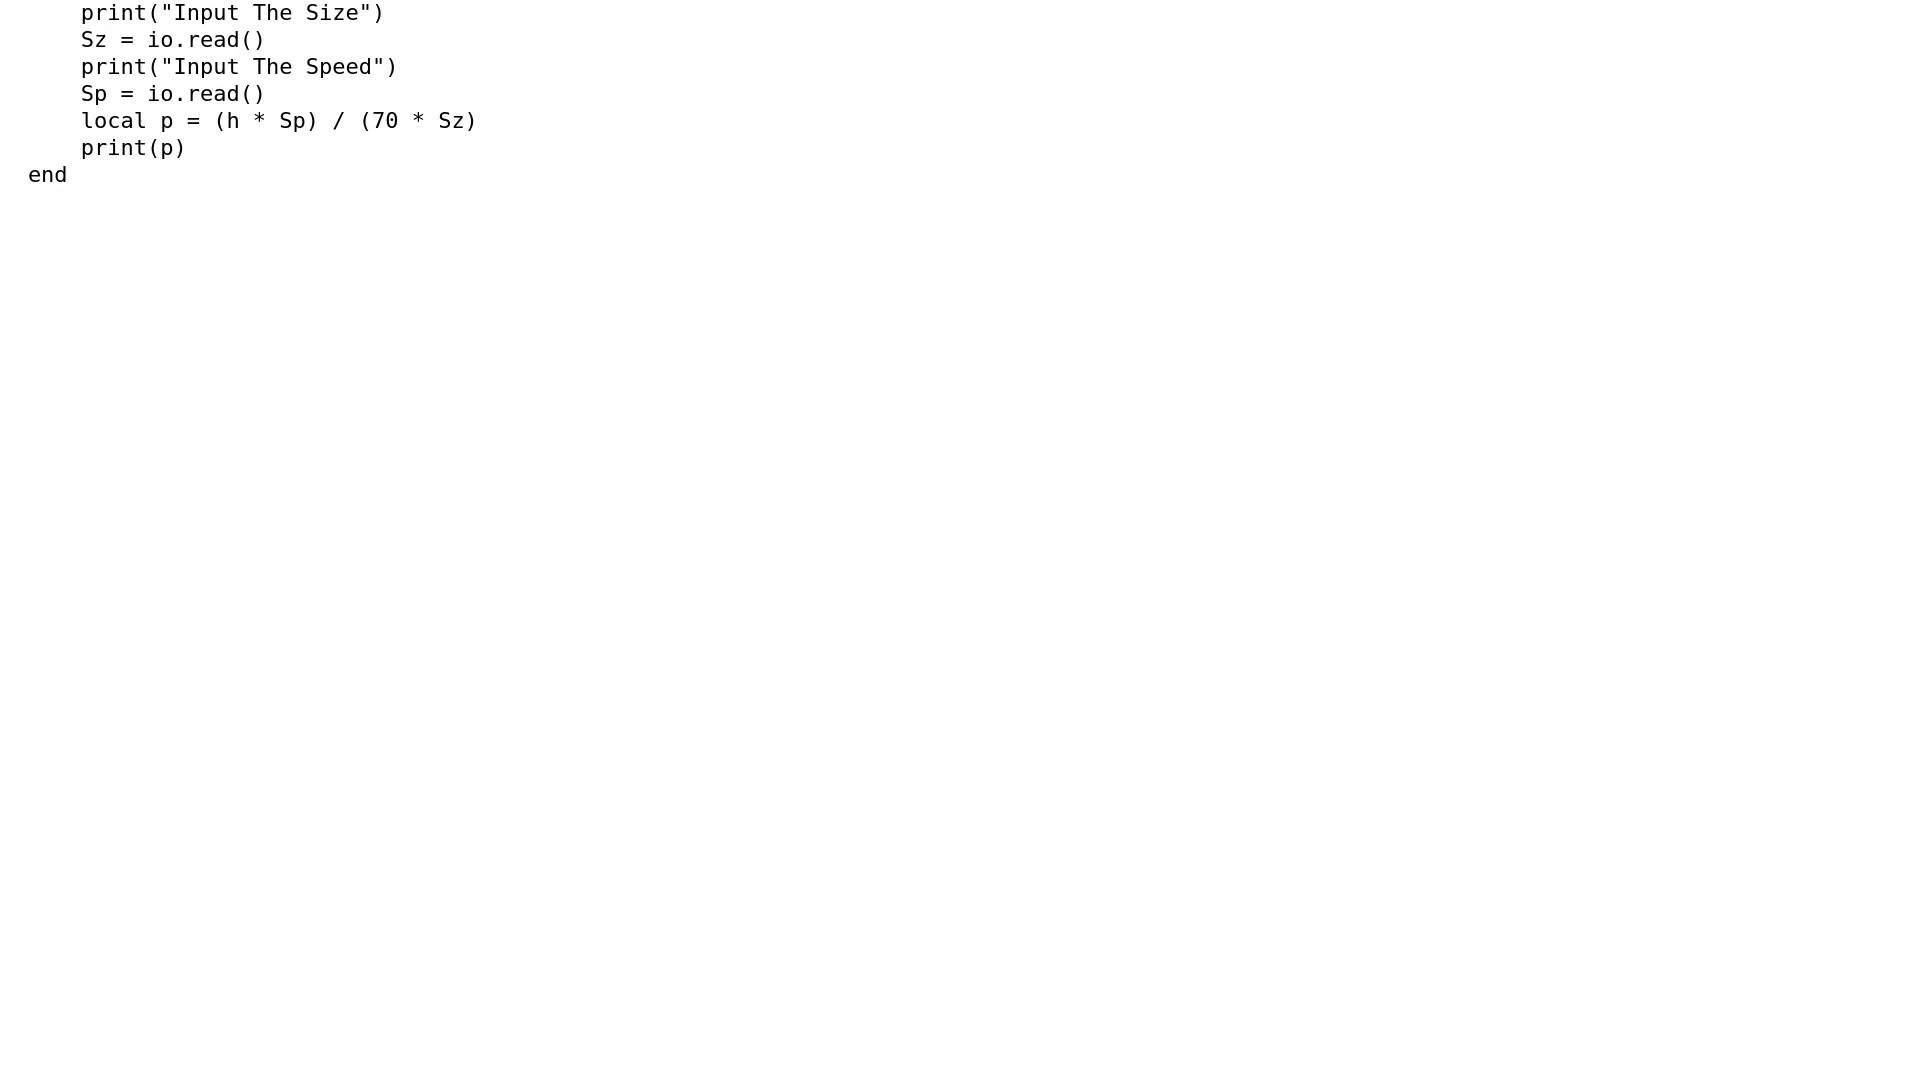 print("Input The Size")
Sz = io.read()
print("Input The Speed")
Sp = io.read()
local p = (h * Sp) / (70 * Sz)
print(p)
end